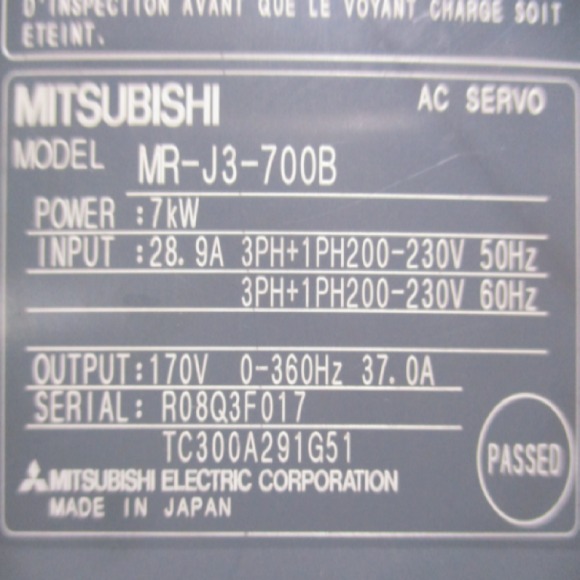 D'INSPECTION AVANT QUE LE VOYANT CHARGE SOIT
ETEINT.
MITSUBISHI AC SERVO
MODEL MR-J3-700B
POWER :7kW
INPUT :28.9A 3PH+1PH200-230V 50Hz
3PH+1PH200-230V 60Hz
OUTPUT:170V 0-360Hz 37.0A
SERIAL: R08Q3F017
TC300A291G51
PASSED
MITSUBISHI ELECTRIC CORPORATION
MADE IN JAPAN